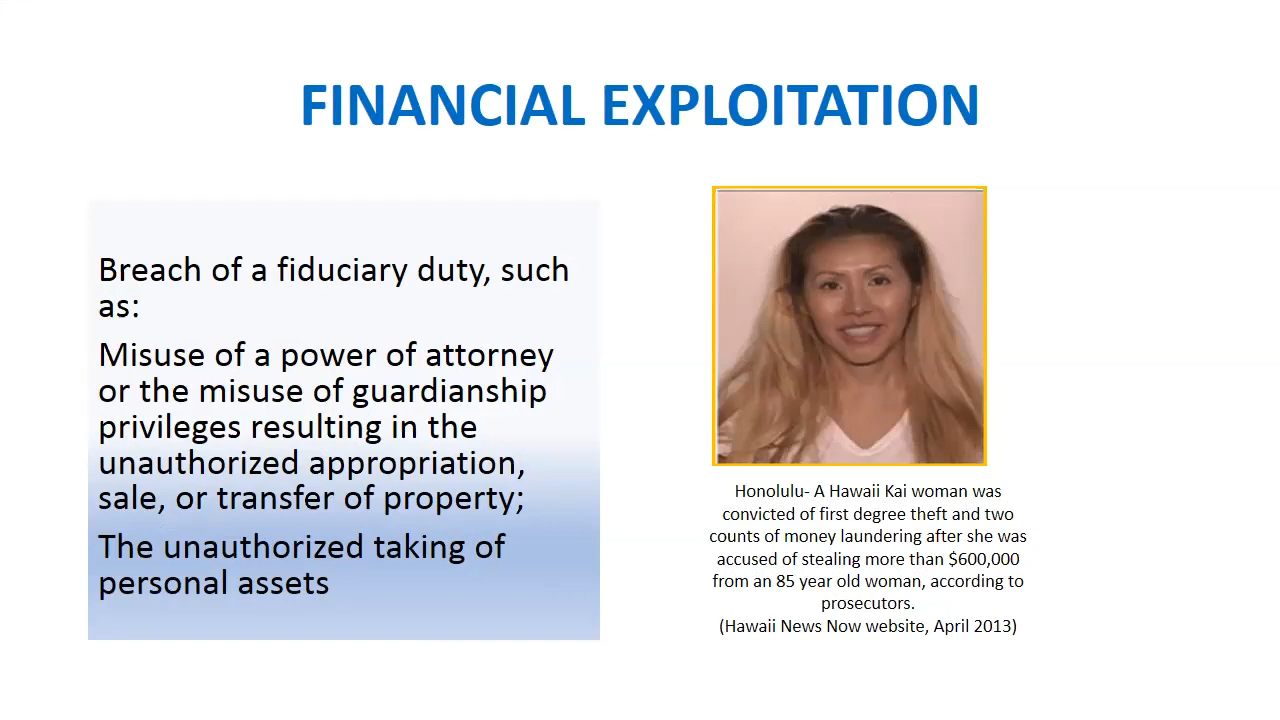 FINANCIAL EXPLOITATION
Breach of a fiduciary duty, such
as:
Misuse of a power of attorney
or the misuse of guardianship
privileges resulting in the
unauthorized appropriation,
sale, or transfer of property;
The unauthorized taking of
personal assets
Honolulu- A Hawaii Kai woman was
convicted of first degree theft and two
counts of money laundering after she was
accused of stealing more than $600,000
from an 85 year old woman, according to
prosecutors.
(Hawaii News Now website, April 2013)